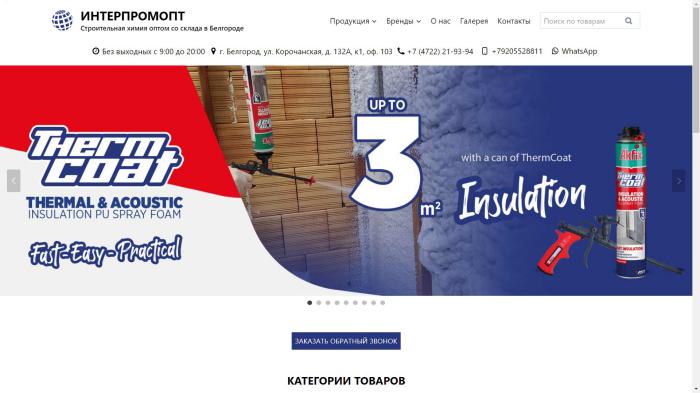 ИНТЕРПРОМОПТ
Строительная химия оптом со склада в Белгороде
Продукция Бренды О нас Галерея Контакты Поиск по товарам
Без выходных с 9:00 до 20:00 г. Белгород, ул. Корочанская, д. 132А, к1, оф. 103 +7 (4722) 21-93-94 +79205528811 WhatsApp
Therm
Coat
THERMAL & ACOUSTIC
INSULATION PU SPRAY FOAM
Fast-Easy-Practical
UP TO
3
m²
with a can of ThermCoat
Insulation
Akfix
Therm
Coat
INSULATION
& ACOUSTIC
ЗАКАЗАТЬ ОБРАТНЫЙ ЗВОНОК
КАТЕГОРИИ ТОВАРОВ